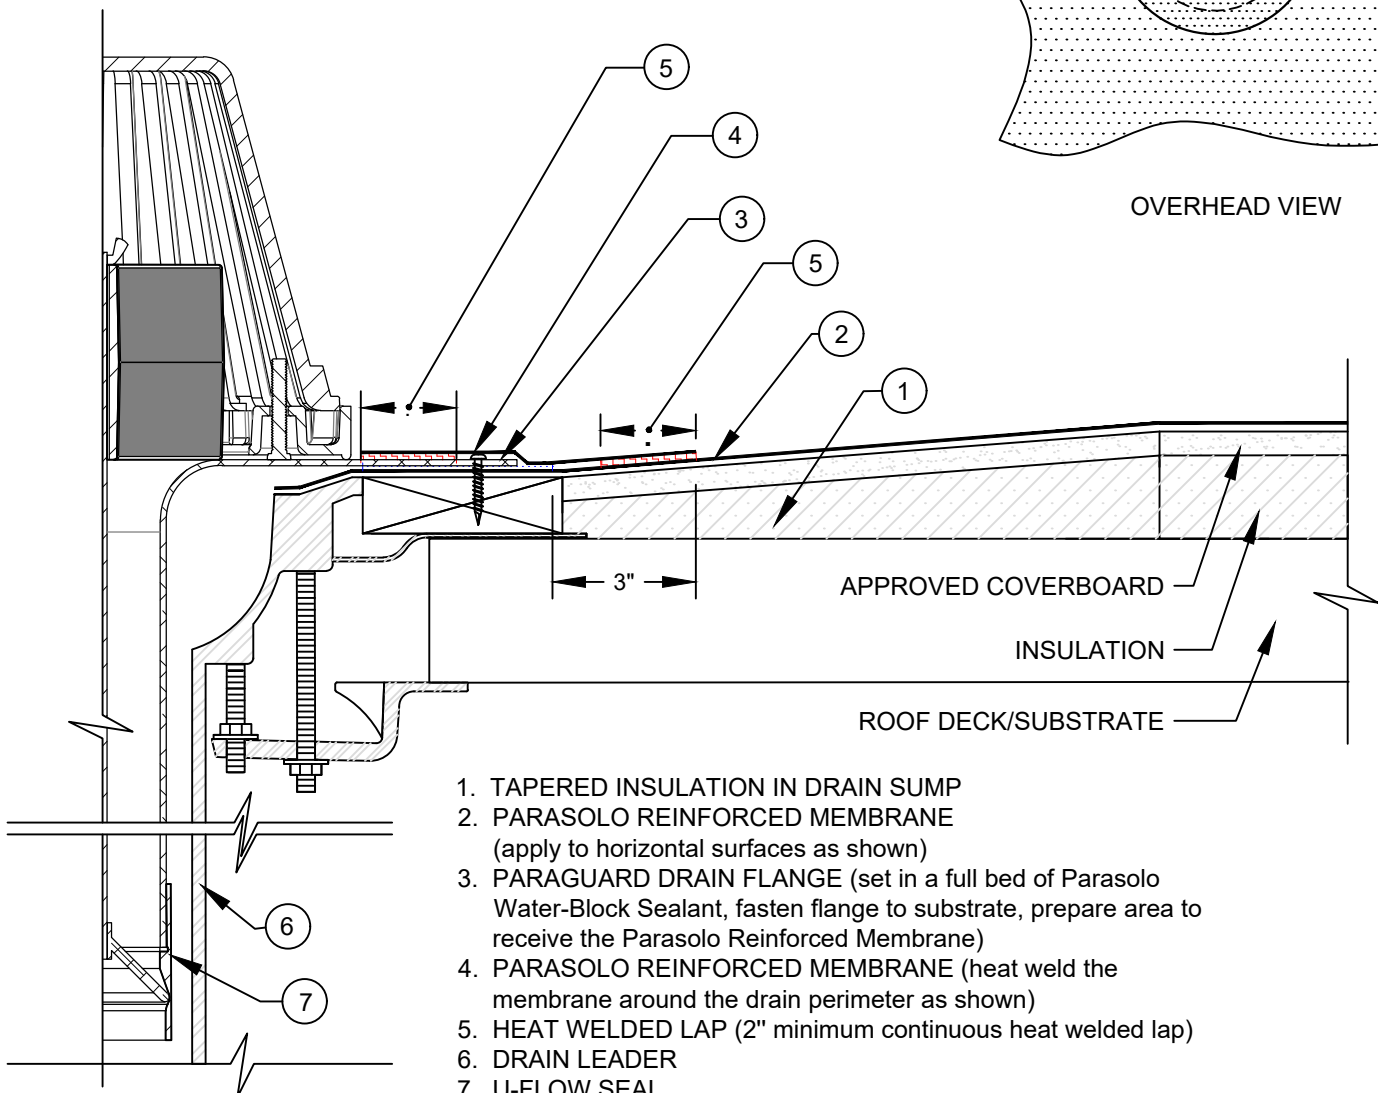 5
4
3
OVERHEAD VIEW
5
2
1
3"
APPROVED COVERBOARD
INSULATION
ROOF DECK/SUBSTRATE
6
7
1. TAPERED INSULATION IN DRAIN SUMP
2. PARASOLO REINFORCED MEMBRANE
(apply to horizontal surfaces as shown)
3. PARAGUARD DRAIN FLANGE (set in a full bed of Parasolo
Water-Block Sealant, fasten flange to substrate, prepare area to
receive the Parasolo Reinforced Membrane)
4. PARASOLO REINFORCED MEMBRANE (heat weld the
membrane around the drain perimeter as shown)
5. HEAT WELDED LAP (2" minimum continuous heat welded lap)
6. DRAIN LEADER
7. U-FLOW SEAL